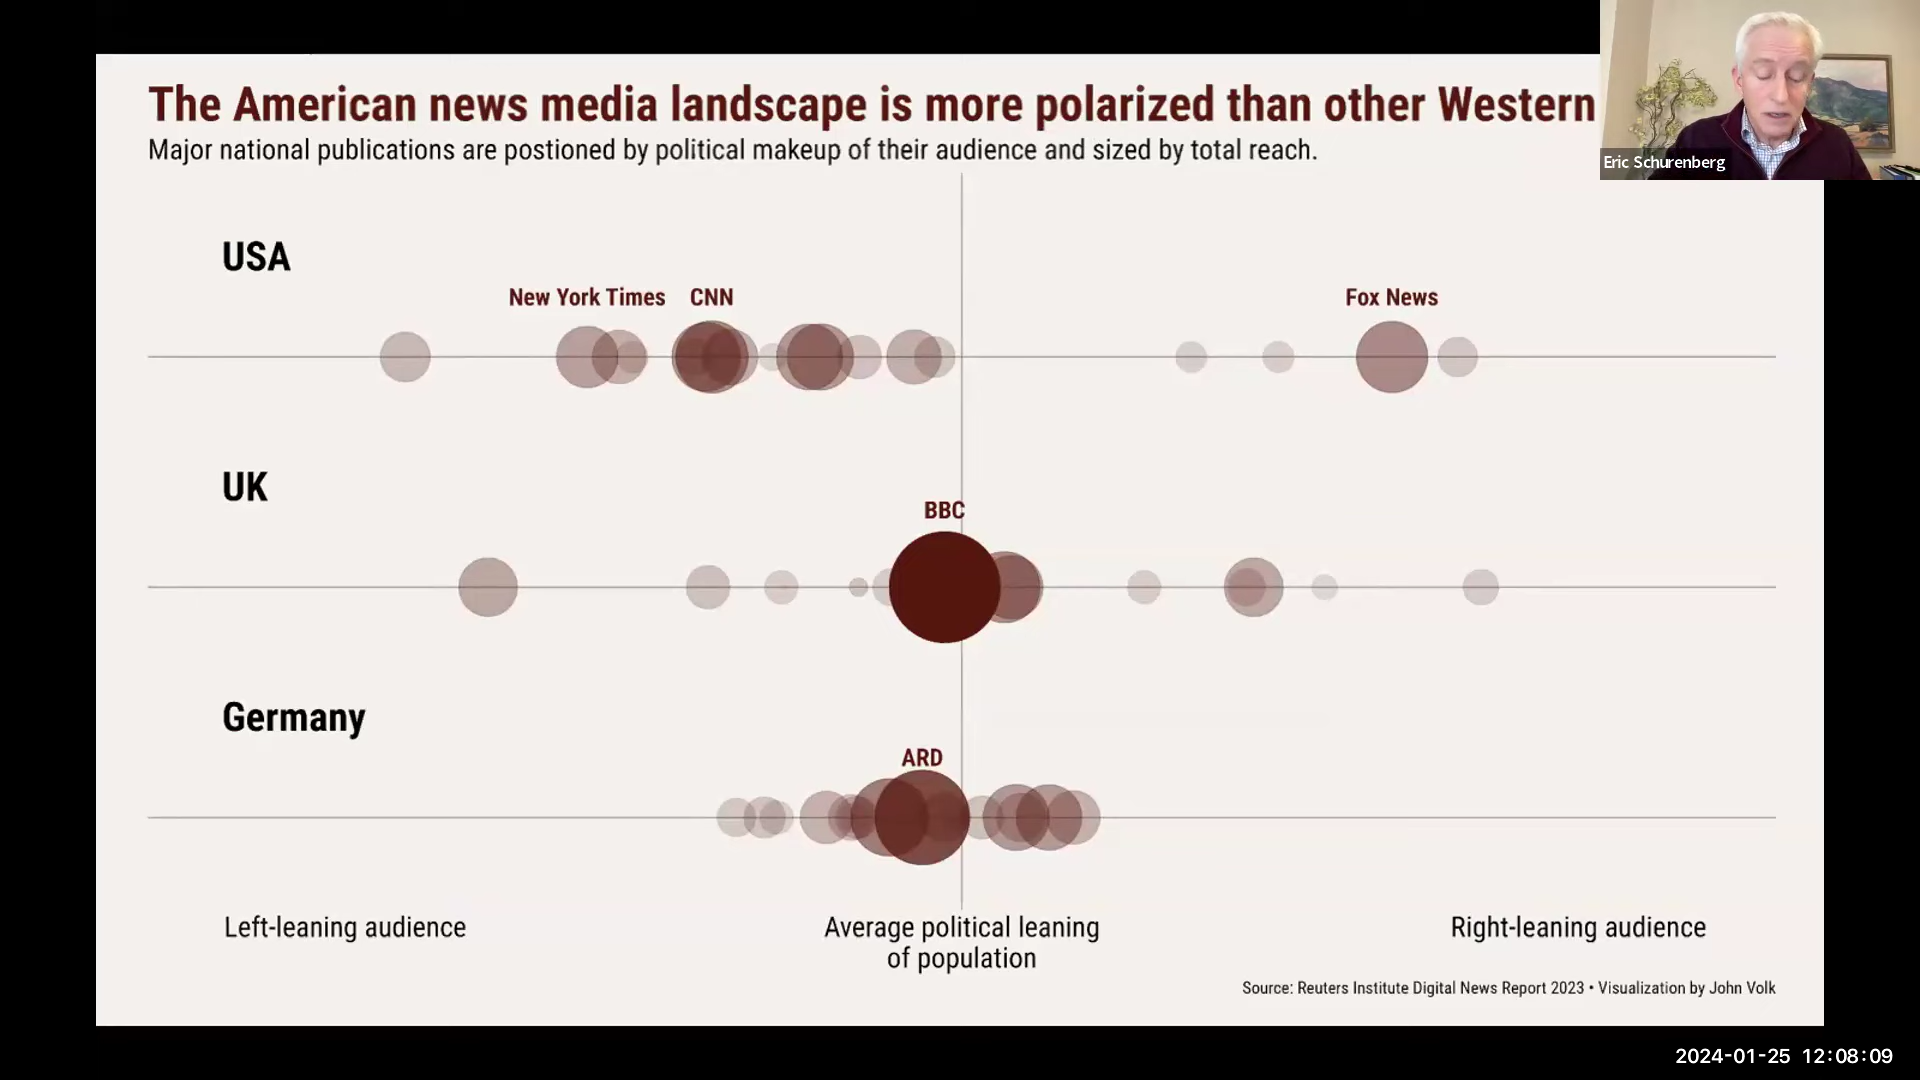 The American news media landscape is more polarized than other Western
Major national publications are postioned by political makeup of their audience and sized by total reach.
Eric Schurenberg
USA
New York Times CNN Fox News
UK
BBC
Germany
ARD
Left-leaning audience
Average political leaning
of population
Right-leaning audience
Source: Reuters Institute Digital News Report 2023 • Visualization by John Volk
2024-01-25 12:08:09